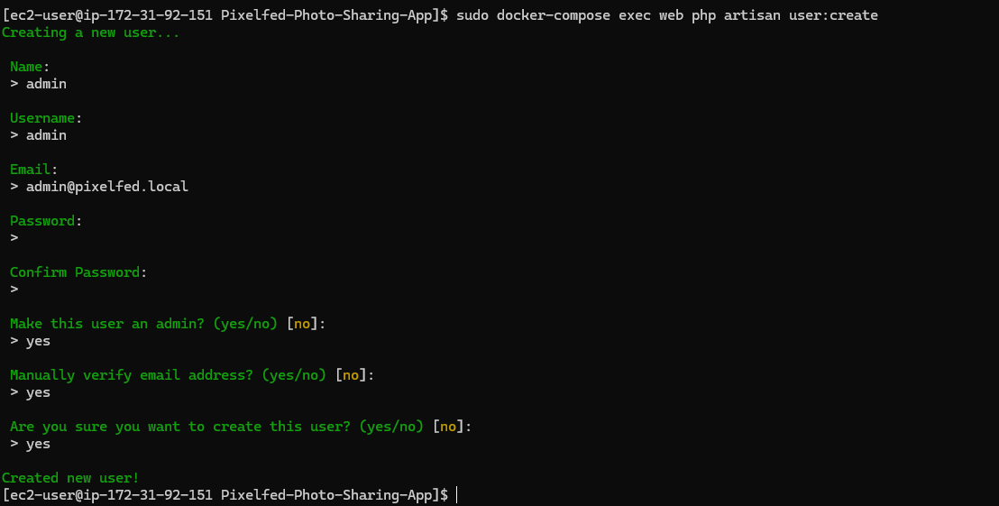 [ec2-user@ip-172-31-92-151 Pixelfed-Photo-Sharing-App]$ sudo docker-compose exec web php artisan user:create
Creating a new user...
Name:
> admin
Username:
> admin
Email:
> admin@pixelfed.local
Password:
>
Confirm Password:
>
Make this user an admin? (yes/no) [no]:
> yes
Manually verify email address? (yes/no) [no]:
> yes
Are you sure you want to create this user? (yes/no) [no]:
> yes
Created new user!
[ec2-user@ip-172-31-92-151 Pixelfed-Photo-Sharing-App]$